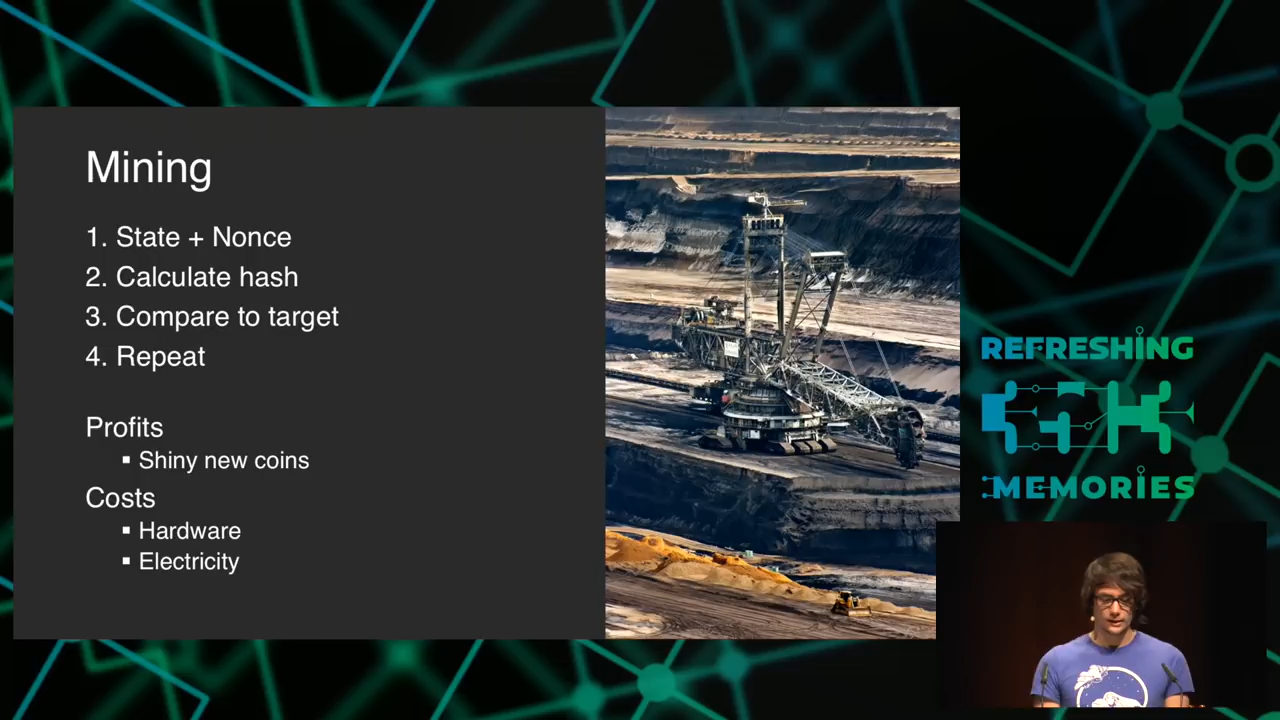 Mining
1. State + Nonce
2. Calculate hash
3. Compare to target
4. Repeat
Profits
▪ Shiny new coins
Costs
▪ Hardware
▪ Electricity
REFRESHING
MEMORIES